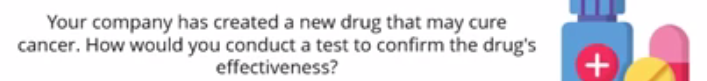 Your company has created a new drug that may cure
cancer. How would you conduct a test to confirm the drug's
effectiveness?